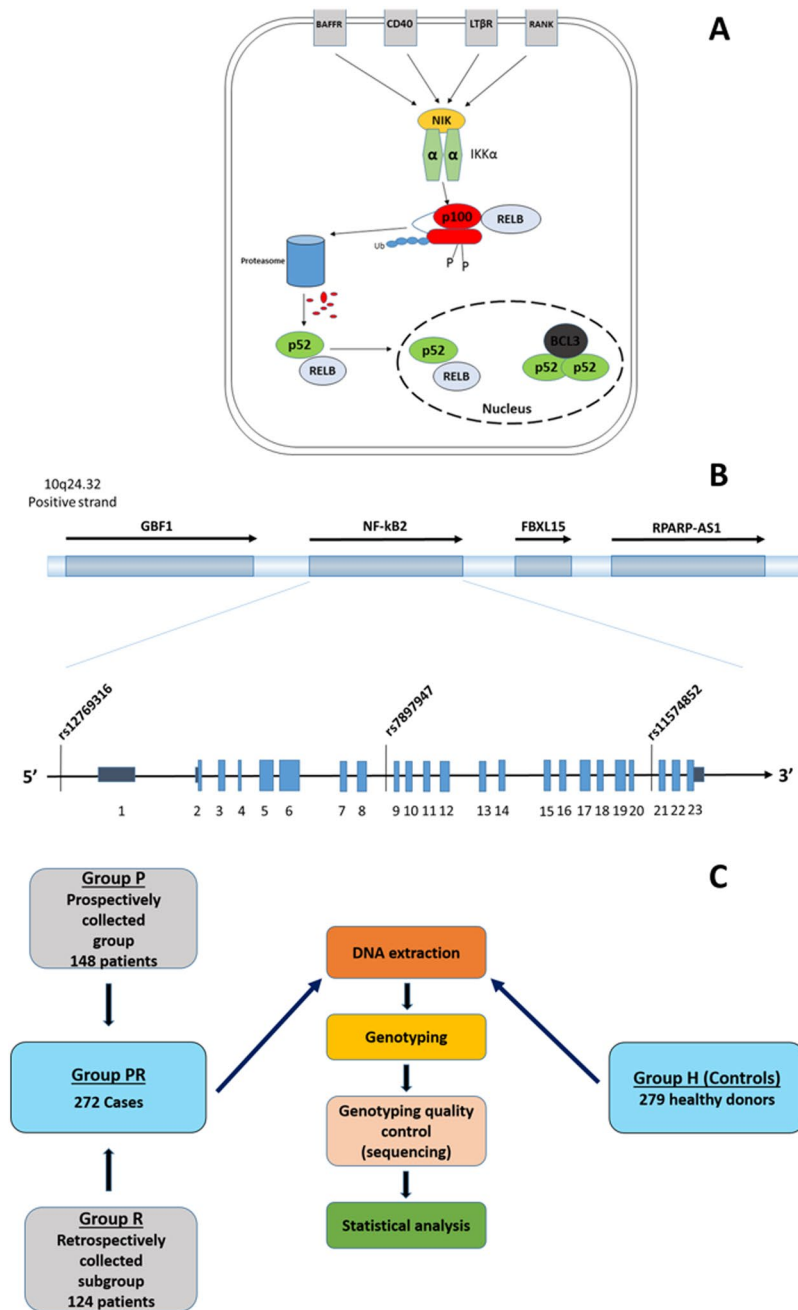 A
BAFFR
CD40
LTβR
RANK
NIK
α α
IKKα
p100
RELB
Ub
P P
Proteasome
p52
RELB
p52
RELB
BCL3
p52 p52
Nucleus
B
10q24.32
Positive strand
GBF1
NF-kB2
FBXL15
RPARP-AS1
rs12769316
rs7897947
rs11574852
5’
3’
1 2 3 4 5 6 7 8 9 10 11 12 13 14 15 16 17 18 19 20 21 22 23
C
Group P
Prospectively
collected
group
148 patients
Group PR
272 Cases
Group R
Retrospectively
collected
subgroup
124 patients
DNA extraction
Genotyping
Genotyping quality
control
(sequencing)
Statistical analysis
Group H (Controls)
279 healthy donors